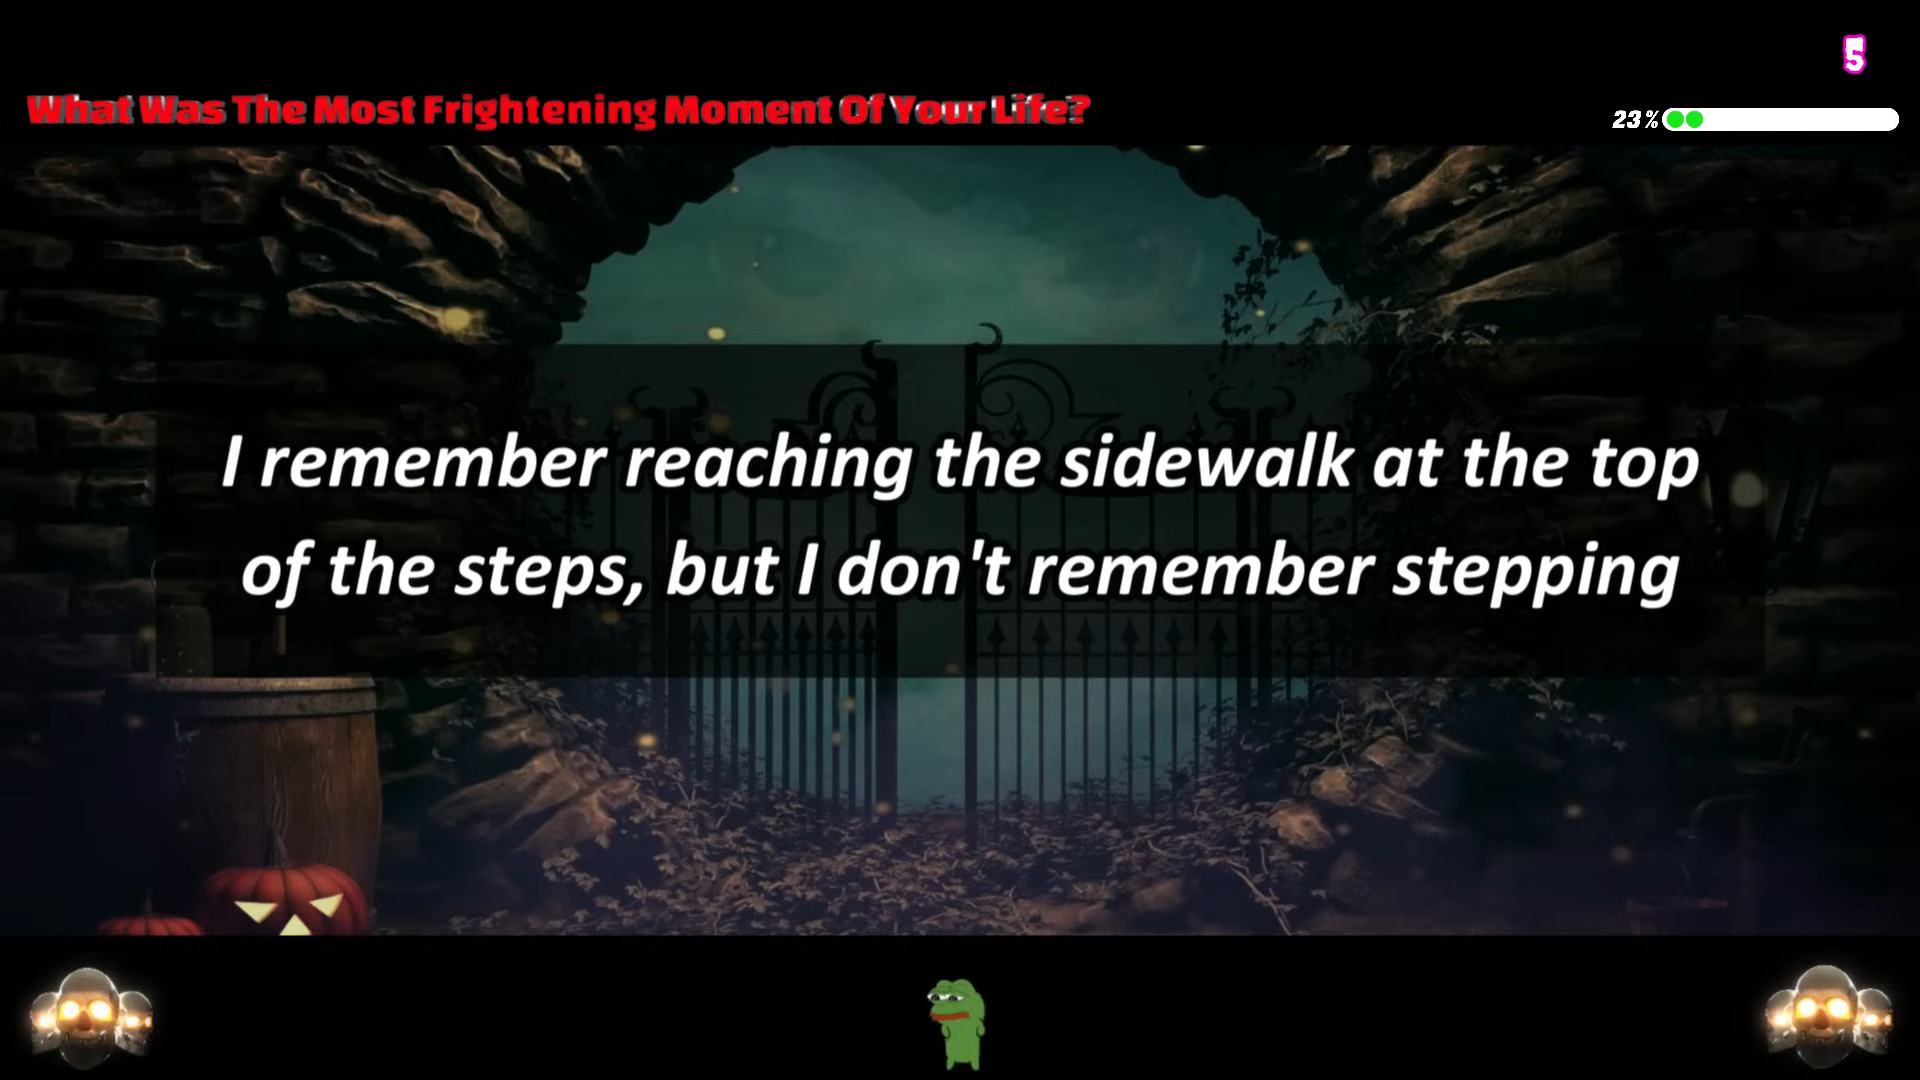 5
What Was The Most Frightening Moment Of Your Life?
23%
I remember reaching the sidewalk at the top
of the steps, but I don't remember stepping